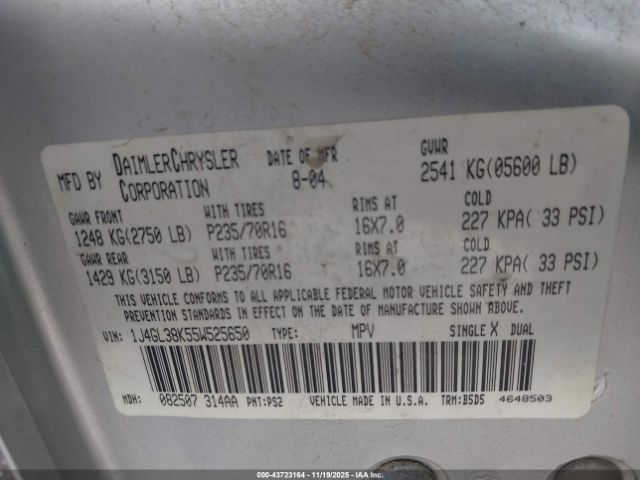 MFD BY DAIMLERCHRYSLER CORPORATION
DATE OF MFR 8-04
GVWR 2541 KG(05600 LB)
GAWR FRONT WITH TIRES RIMS AT COLD
1248 KG(2750 LB) P235/70R16 16X7.0 227 KPA( 33 PSI)
GAWR REAR WITH TIRES RIMS AT COLD
1429 KG(3150 LB) P235/70R16 16X7.0 227 KPA( 33 PSI)
THIS VEHICLE CONFORMS TO ALL APPLICABLE FEDERAL MOTOR VEHICLE SAFETY AND THEFT
PREVENTION STANDARDS IN EFFECT ON THE DATE OF MANUFACTURE SHOWN ABOVE.
VIN: 1J4GL38K55W525650 TYPE: MPV SINGLE X DUAL
MDH: 082507 314AA PNT:PS2 VEHICLE MADE IN U.S.A. TRM:B5D5 4648503
000-43723164 | 11/19/2025 - IAAI.COM